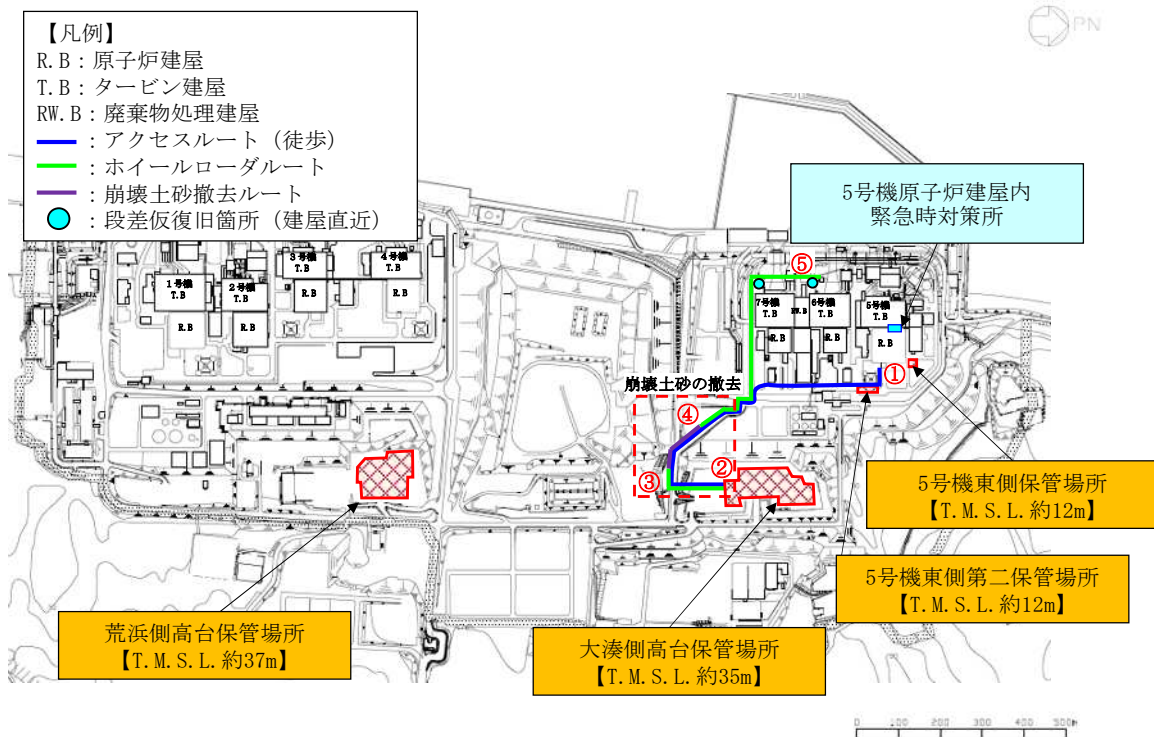 【凡例】
R.B：原子炉建屋
T.B：タービン建屋
RW.B：廃棄物処理建屋
：アクセスルート（徒歩）
：ホイールローダルート
：崩壊土砂撤去ルート
：段差仮復旧箇所（建屋直近）
PN
5号機原子炉建屋内
緊急時対策所
1号機
T.B
R.B
2号機
T.B
R.B
3号機
T.B
R.B
4号機
T.B
R.B
⑤
7号機
T.B
R.B
RW.B
6号機
T.B
R.B
5号機
T.B
R.B
①
崩壊土砂の撤去
④
③
②
5号機東側保管場所
【T.M.S.L.約12m】
5号機東側第二保管場所
【T.M.S.L.約12m】
荒浜側高台保管場所
【T.M.S.L.約37m】
大湊側高台保管場所
【T.M.S.L.約35m】
0 100 200 300 400 500m